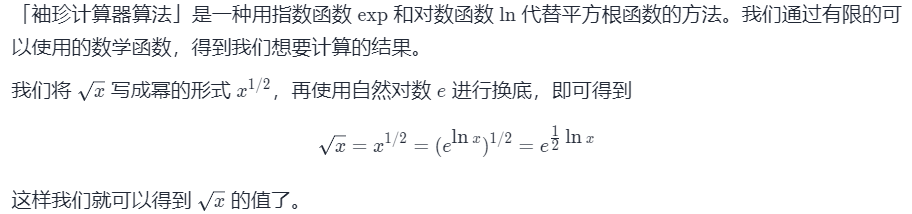 「袖珍计算器算法」是一种用指数函数 exp 和对数函数 ln 代替平方根函数的方法。我们通过有限的可
以使用的数学函数，得到我们想要计算的结果。
我们将 √x 写成幂的形式 x^{1/2}，再使用自然对数 e 进行换底，即可得到
√x = x^{1/2} = (e^{ln x})^{1/2} = e^{\frac{1}{2} ln x}
这样我们就可以得到 √x 的值了。